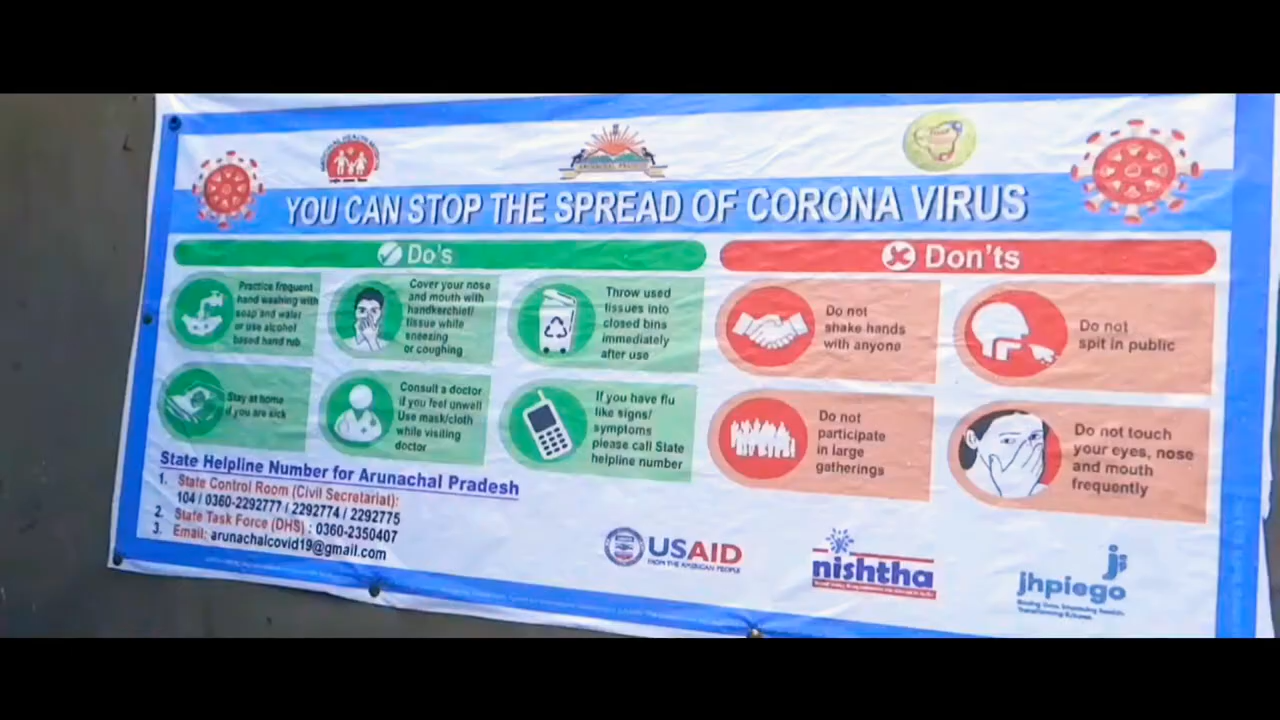 ARUNACHAL PRADESH
YOU CAN STOP THE SPREAD OF CORONA VIRUS
Do's
Practice frequent
hand washing with
soap and water
or use alcohol
based hand rub
Cover your nose
and mouth with
handkerchief/
tissue while
sneezing
or coughing
Throw used
tissues into
closed bins
immediately
after use
Stay at home
if you are sick
Consult a doctor
if you feel unwell
Use mask/cloth
while visiting
doctor
If you have flu
like signs/
symptoms
please call State
helpline number
Don'ts
Do not
shake hands
with anyone
Do not
spit in public
Do not
participate
in large
gatherings
Do not touch
your eyes, nose
and mouth
frequently
State Helpline Number for Arunachal Pradesh
1. State Control Room (Civil Secretariat):
104 / 0360-2292777 / 2292774 / 2292775
2. State Task Force (DHS) : 0360-2350407
3. Email: arunachalcovid19@gmail.com
USAID
FROM THE AMERICAN PEOPLE
nishtha
jhpiego